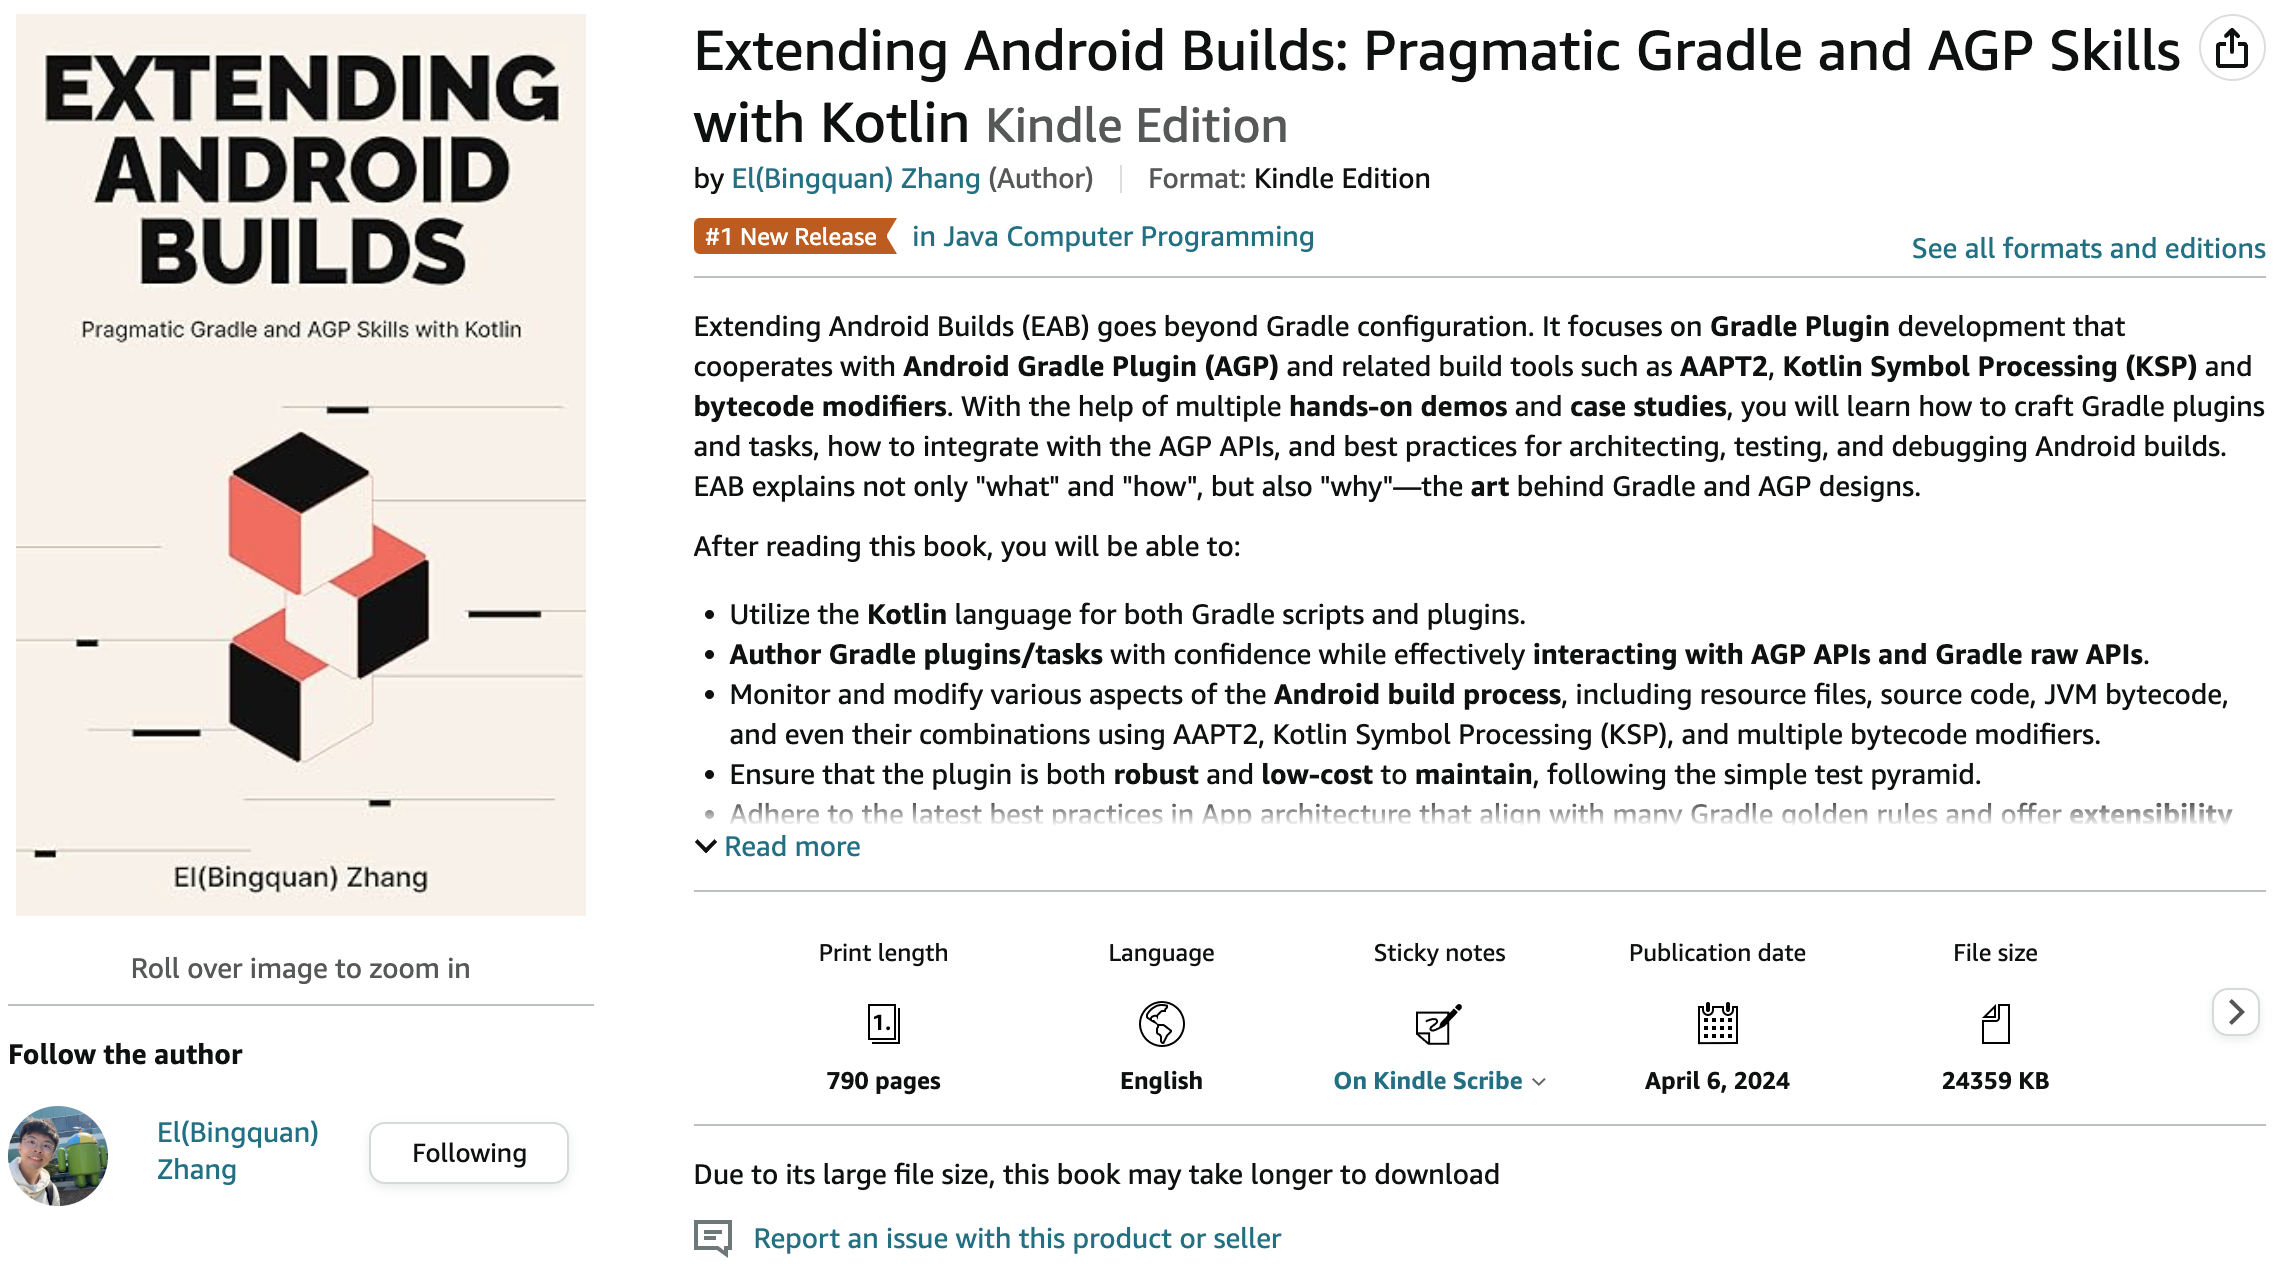 EXTENDING
ANDROID
BUILDS
Pragmatic Gradle and AGP Skills with Kotlin
El(Bingquan) Zhang
Roll over image to zoom in
Follow the author
El(Bingquan)
Zhang
Following
Extending Android Builds: Pragmatic Gradle and AGP Skills
with Kotlin Kindle Edition
by El(Bingquan) Zhang (Author) Format: Kindle Edition
#1 New Release in Java Computer Programming
See all formats and editions
Extending Android Builds (EAB) goes beyond Gradle configuration. It focuses on Gradle Plugin development that
cooperates with Android Gradle Plugin (AGP) and related build tools such as AAPT2, Kotlin Symbol Processing (KSP) and
bytecode modifiers. With the help of multiple hands-on demos and case studies, you will learn how to craft Gradle plugins
and tasks, how to integrate with the AGP APIs, and best practices for architecting, testing, and debugging Android builds.
EAB explains not only "what" and "how", but also "why"—the art behind Gradle and AGP designs.
After reading this book, you will be able to:
• Utilize the Kotlin language for both Gradle scripts and plugins.
• Author Gradle plugins/tasks with confidence while effectively interacting with AGP APIs and Gradle raw APIs.
• Monitor and modify various aspects of the Android build process, including resource files, source code, JVM bytecode,
and even their combinations using AAPT2, Kotlin Symbol Processing (KSP), and multiple bytecode modifiers.
• Ensure that the plugin is both robust and low-cost to maintain, following the simple test pyramid.
• Adhere to the latest best practices in App architecture that align with many Gradle golden rules and offer extensibility
Read more
Print length
1.
790 pages
Language
English
Sticky notes
On Kindle Scribe
Publication date
April 6, 2024
File size
24359 KB
Due to its large file size, this book may take longer to download
Report an issue with this product or seller